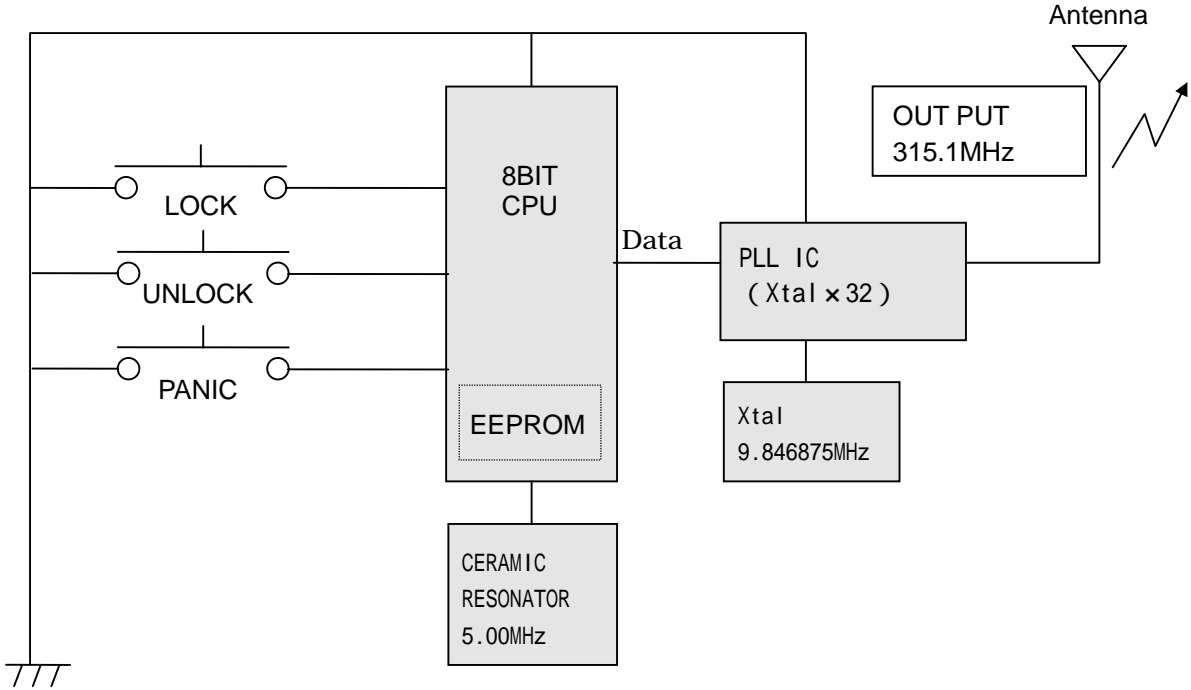 Antenna
OUT PUT
315.1MHz
8BIT
CPU
LOCK
Data
UNLOCK
PLL IC
(Xtal×32)
PANIC
EEPROM
Xtal
9.846875MHz
CERAMIC
RESONATOR
5.00MHz